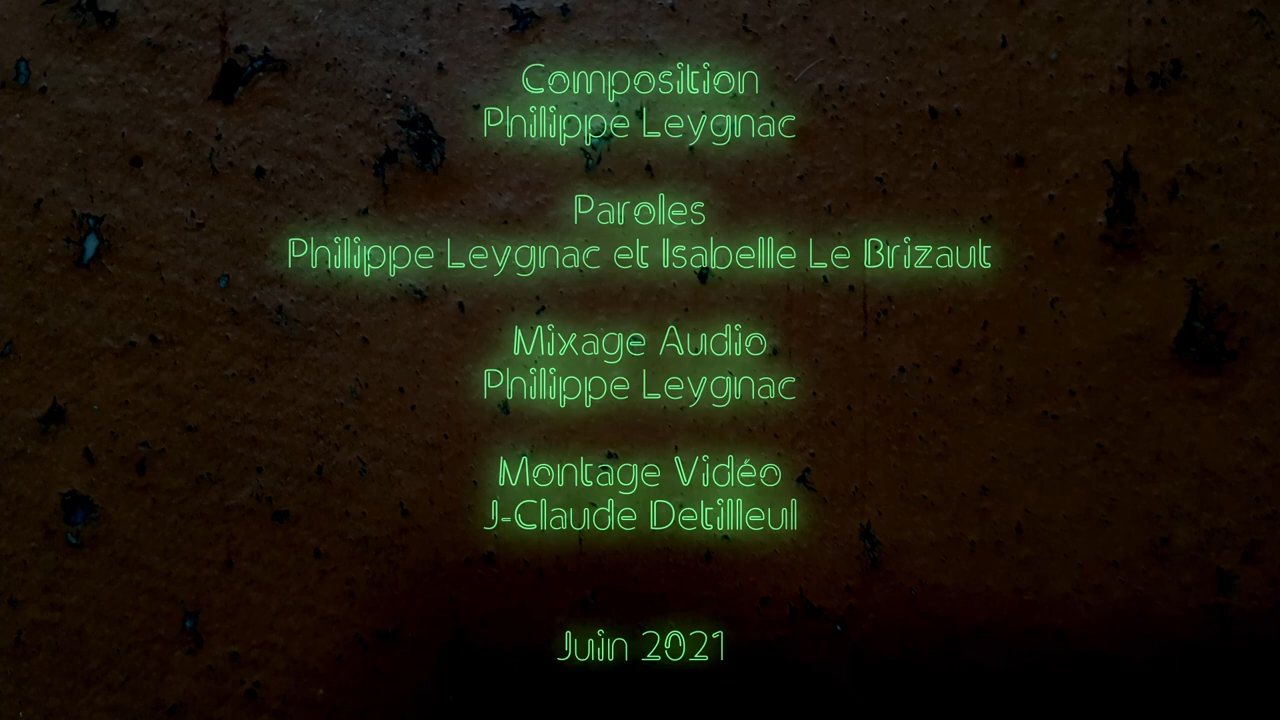 Composition
Philippe Leygnac
Paroles
Philippe Leygnac et Isabelle Le Brizault
Mixage Audio
Philippe Leygnac
Montage Vidéo
J-Claude Detilleul
Juin 2021